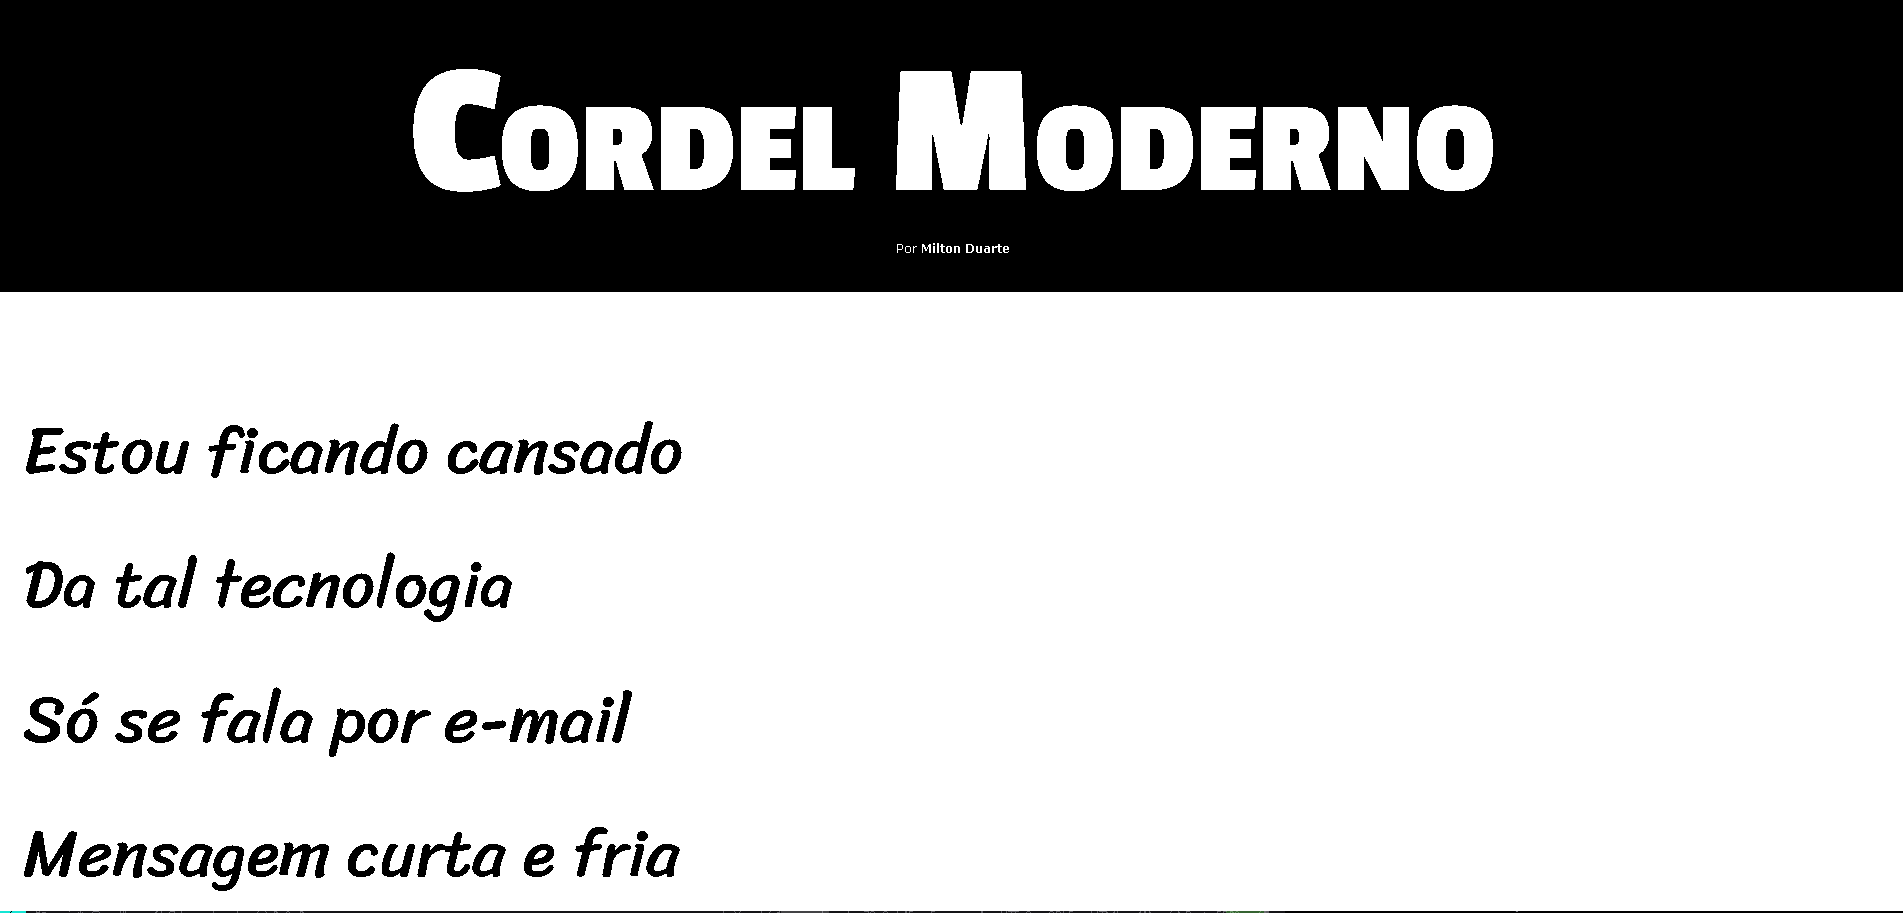 Cordel Moderno
Por Milton Duarte
Estou ficando cansado
Da tal tecnologia
Só se fala por e-mail
Mensagem curta e fria